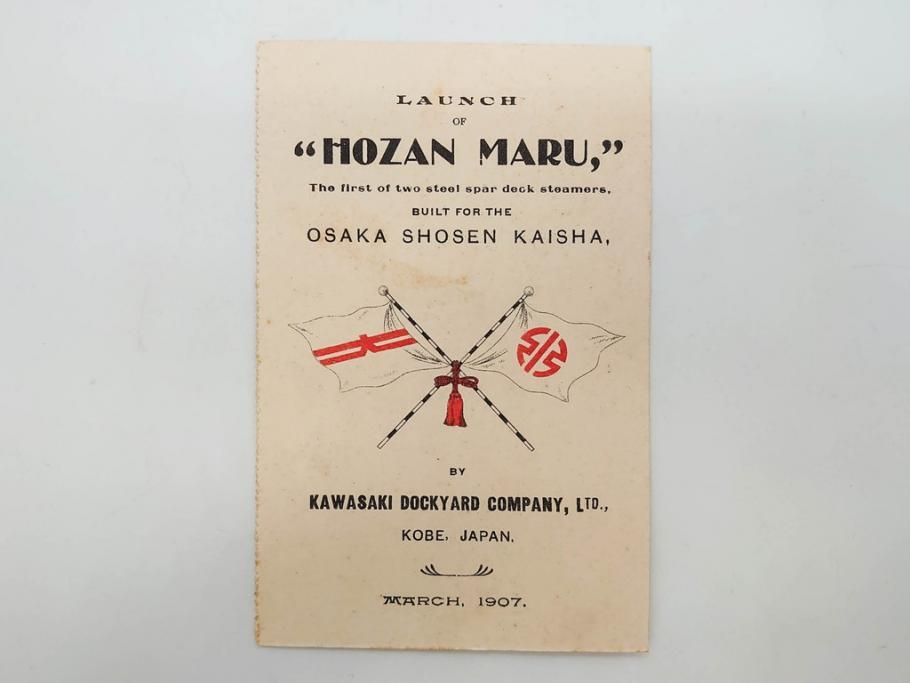 LAUNCH
OF
“HOZAN MARU,”
The first of two steel spar deck steamers,
BUILT FOR THE
OSAKA SHOSEN KAISHA,
BY
KAWASAKI DOCKYARD COMPANY, LTD.,
KOBE, JAPAN.
MARCH, 1907.